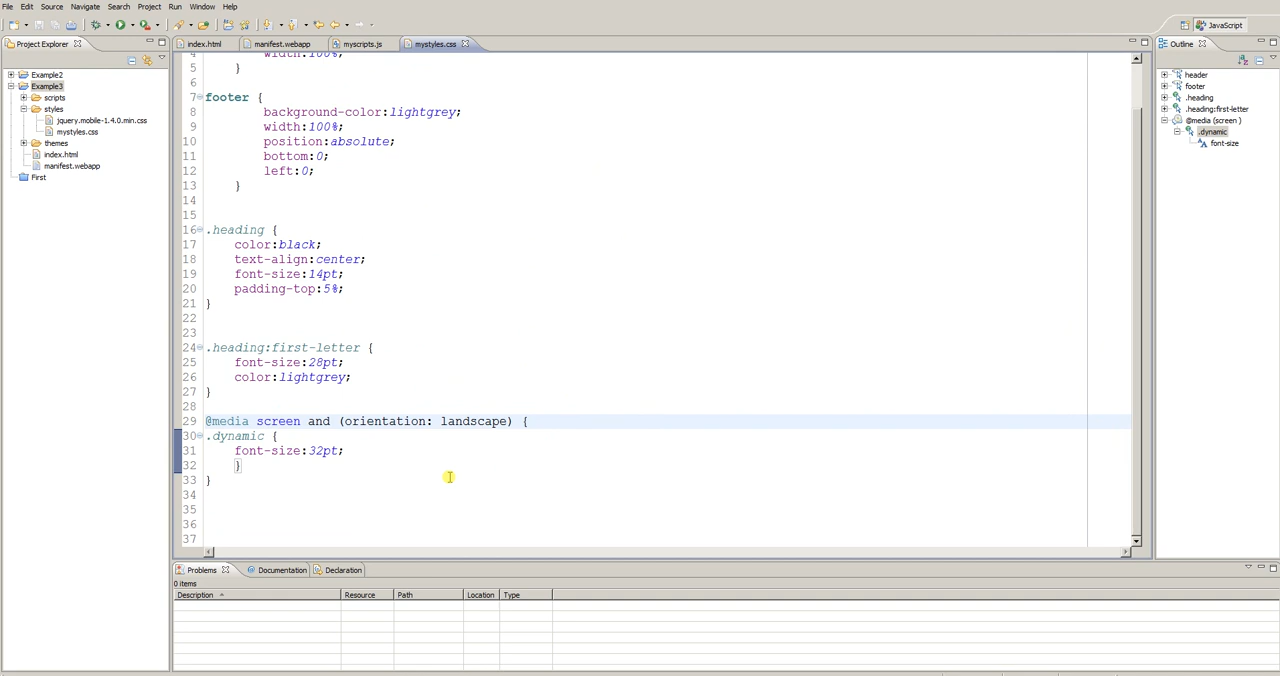 File Edit Source Navigate Search Project Run Window Help
JavaScript
Project Explorer
Example2
Example3
scripts
styles
jquery.mobile-1.4.0.min.css
mystyles.css
themes
index.html
manifest.webapp
First
index.html manifest.webapp myscripts.js mystyles.css
4 width:100%;
5 }
6
7 footer {
8 background-color:lightgrey;
9 width:100%;
10 position:absolute;
11 bottom:0;
12 left:0;
13 }
14
15
16 .heading {
17 color:black;
18 text-align:center;
19 font-size:14pt;
20 padding-top:5%;
21 }
22
23
24 .heading:first-letter {
25 font-size:28pt;
26 color:lightgrey;
27 }
28
29 @media screen and (orientation: landscape) {
30 .dynamic {
31 font-size:32pt;
32 }
33 }
34
35
36
37
Outline
header
footer
.heading
.heading:first-letter
@media (screen )
.dynamic
font-size
Problems Documentation Declaration
0 items
Description Resource Path Location Type